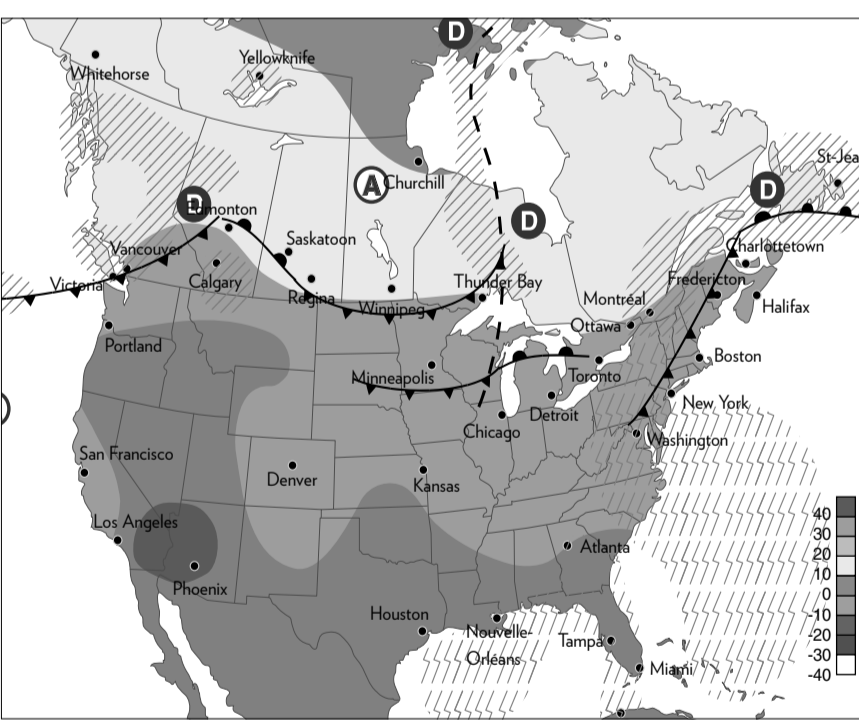 D
Yellowknife
Whitehorse
St-Jea
A
Churchill
D
D
Edmonton
D
Saskatoon
Charlottetown
Vancouver
Victoria
Calgary
Regina
Winnipeg
Thunder Bay
Fredericton
Montréal
Halifax
Ottawa
Portland
Boston
Toronto
Minneapolis
New York
Detroit
Chicago
Washington
San Francisco
Denver
Kansas
Los Angeles
Atlanta
Phoenix
Houston
Nouvelle-
Orléans
Tampa
Miami
40
30
20
10
0
-10
-20
-30
-40